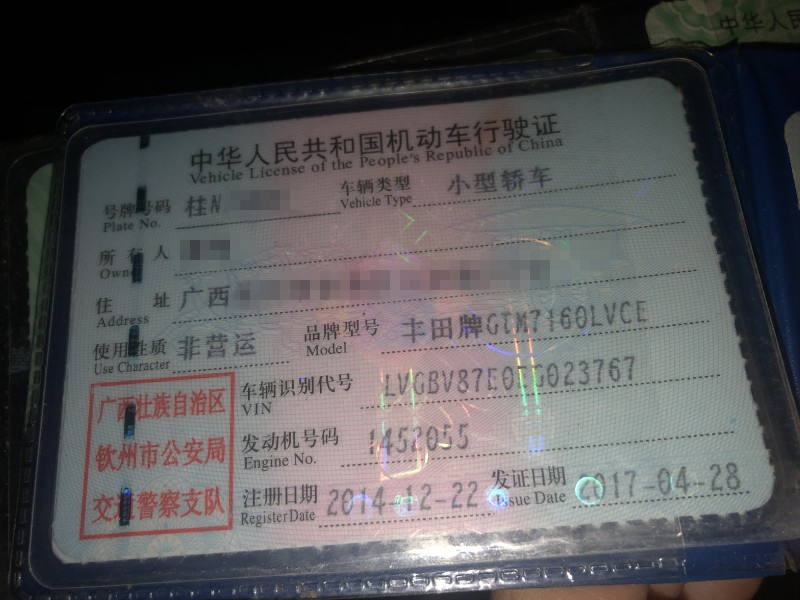 中华人民
中华人民共和国机动车行驶证
Vehicle License of the People's Republic of China
号牌号码 桂N 车辆类型 小型轿车
Plate No. Vehicle Type
所有人
Owner
住址 广西
Address
使用性质 非营运 品牌型号 丰田牌GTM7160LVCE
Use Character Model
广西壮族自治区
钦州市公安局
交通警察支队
车辆识别代号
VIN
发动机号码 1452055
Engine No.
注册日期 2014-12-22 发证日期 2017-04-28
Register Date Issue Date